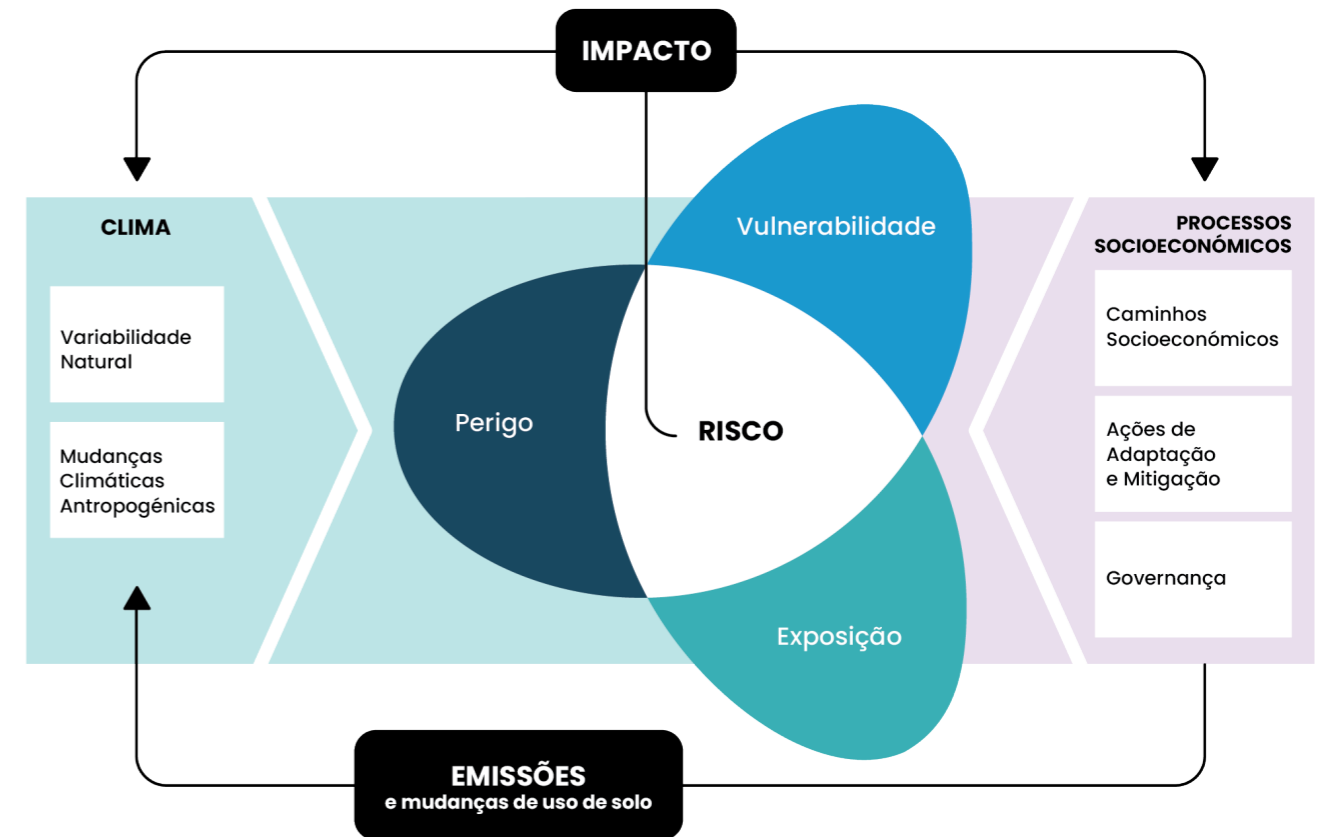 IMPACTO
CLIMA
Variabilidade
Natural
Mudanças
Climáticas
Antropogénicas
Vulnerabilidade
Perigo
RISCO
Exposição
PROCESSOS
SOCIOECONÓMICOS
Caminhos
Socioeconómicos
Ações de
Adaptação
e Mitigação
Governança
EMISSÕES
e mudanças de uso de solo